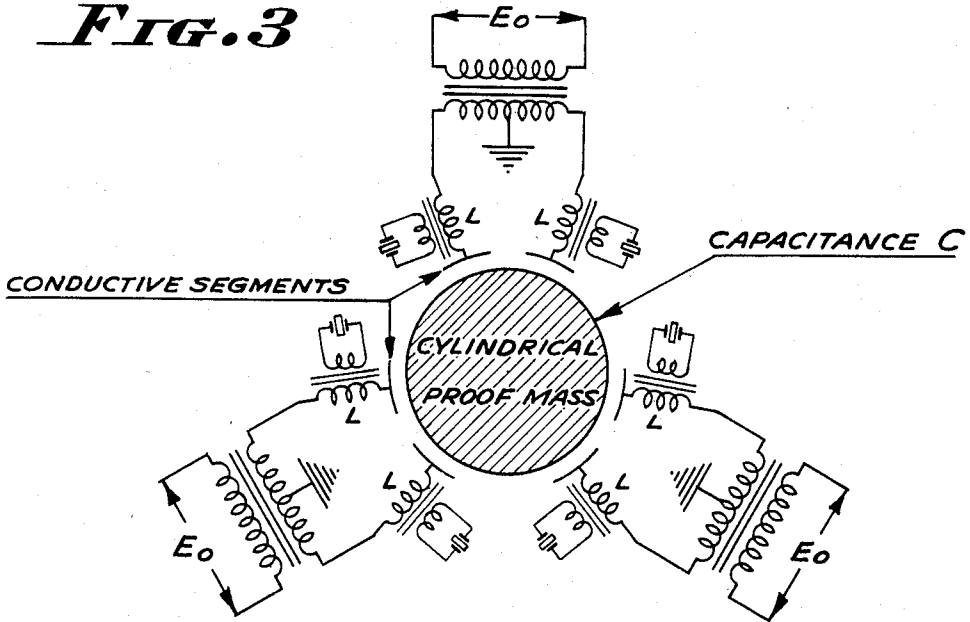 FIG. 3
Eo
L
L
CAPACITANCE C
CONDUCTIVE SEGMENTS
CYLINDRICAL
PROOF MASS
L
L
L
L
Eo
Eo